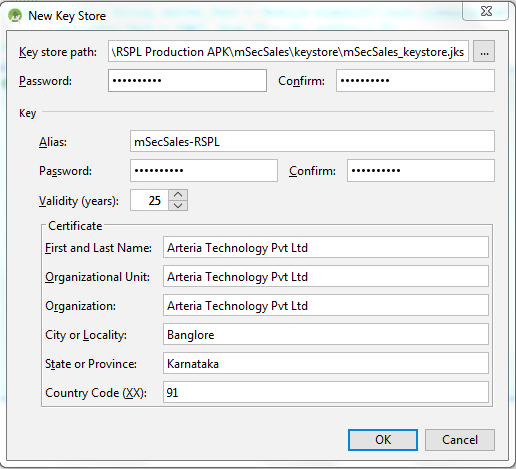 New Key Store
Key store path: \RSPL Production APK\mSecSales\keystore\mSecSales_keystore.jks ...
Password: •••••••••• Confirm: ••••••••••
Key
Alias: mSecSales-RSPL
Password: •••••••••• Confirm: ••••••••••
Validity (years): 25
Certificate
First and Last Name: Arteria Technology Pvt Ltd
Organizational Unit: Arteria Technology Pvt Ltd
Organization: Arteria Technology Pvt Ltd
City or Locality: Banglore
State or Province: Karnataka
Country Code (XX): 91
OK Cancel